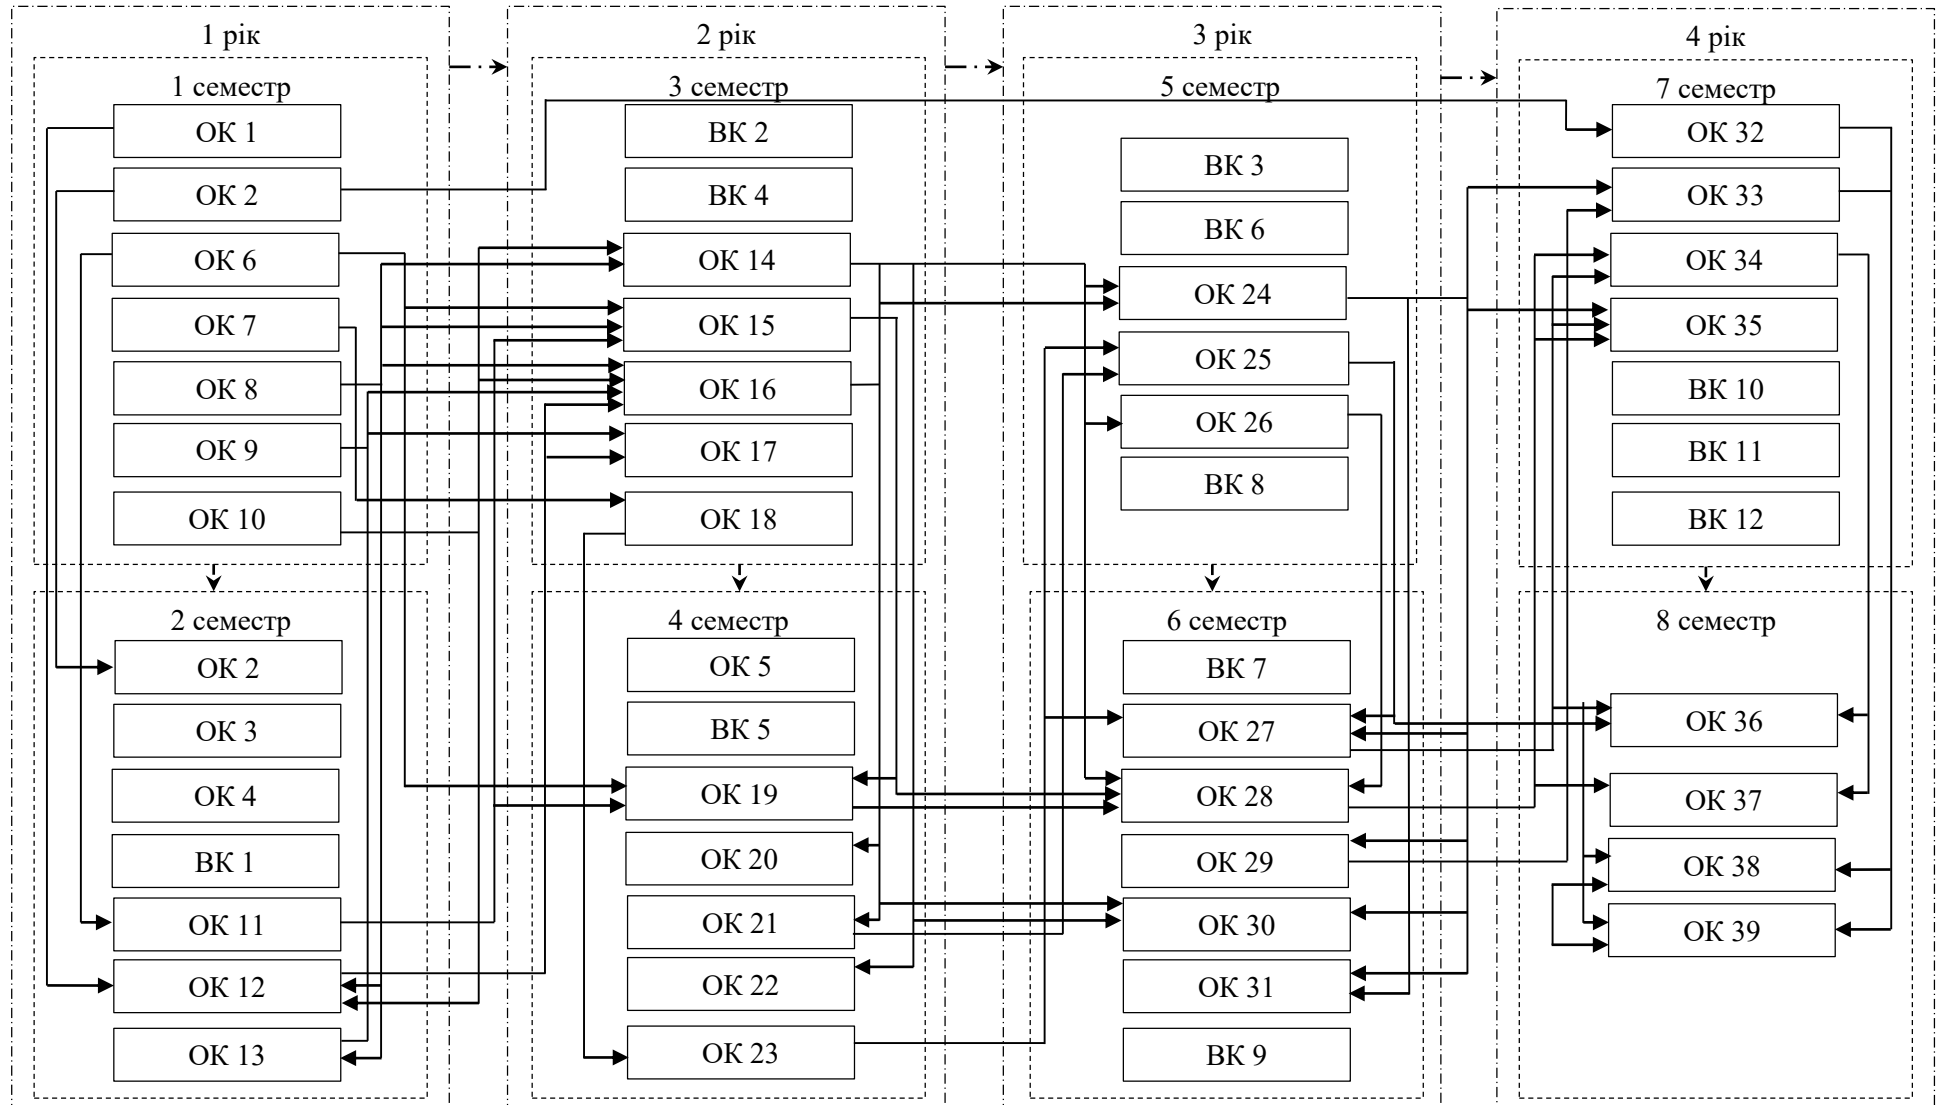 1 рік
1 семестр
ОК 1
ОК 2
ОК 6
ОК 7
ОК 8
ОК 9
ОК 10
2 семестр
ОК 2
ОК 3
ОК 4
ВК 1
ОК 11
ОК 12
ОК 13
2 рік
3 семестр
ВК 2
ВК 4
ОК 14
ОК 15
ОК 16
ОК 17
ОК 18
4 семестр
ОК 5
ВК 5
ОК 19
ОК 20
ОК 21
ОК 22
ОК 23
3 рік
5 семестр
ВК 3
ВК 6
ОК 24
ОК 25
ОК 26
ВК 8
6 семестр
ВК 7
ОК 27
ОК 28
ОК 29
ОК 30
ОК 31
ВК 9
4 рік
7 семестр
ОК 32
ОК 33
ОК 34
ОК 35
ВК 10
ВК 11
ВК 12
8 семестр
ОК 36
ОК 37
ОК 38
ОК 39